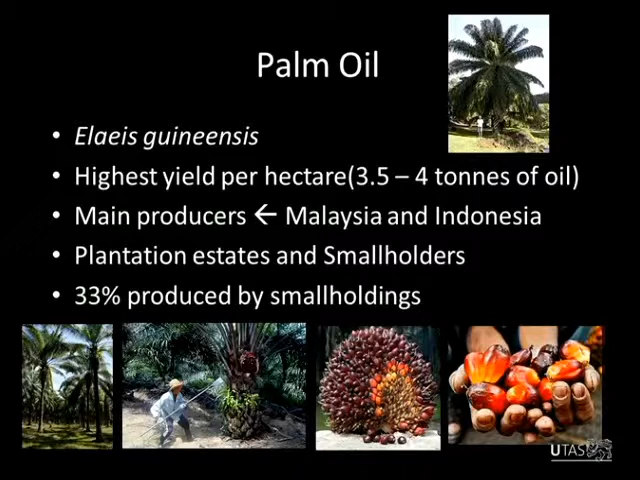 Palm Oil
• Elaeis guineensis
• Highest yield per hectare(3.5 – 4 tonnes of oil)
• Main producers ← Malaysia and Indonesia
• Plantation estates and Smallholders
• 33% produced by smallholdings
UTAS